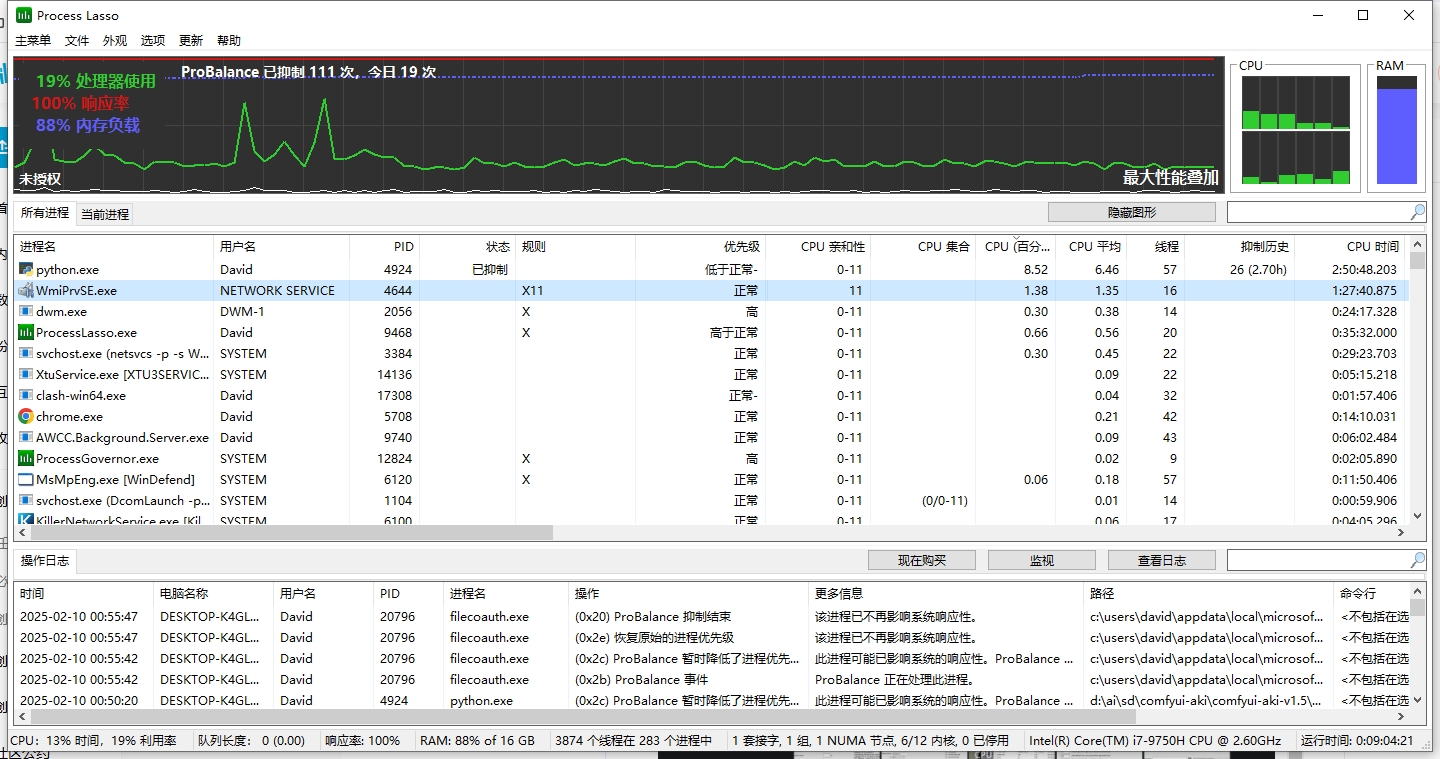 Process Lasso
主菜单 文件 外观 选项 更新 帮助
19% 处理器使用
100% 响应率
88% 内存负载
ProBalance 已抑制 111 次，今日 19 次
未授权
最大性能叠加
CPU
RAM
所有进程 当前进程 隐藏图形
进程名 用户名 PID 状态 规则 优先级 CPU 亲和性 CPU 集合 CPU (百分... CPU 平均 线程 抑制历史 CPU 时间
python.exe David 4924 已抑制 低于正常- 0-11 8.52 6.46 57 26 (2.70h) 2:50:48.203
WmiPrvSE.exe NETWORK SERVICE 4644 X11 正常 11 1.38 1.35 16 1:27:40.875
dwm.exe DWM-1 2056 X 高 0-11 0.30 0.38 14 0:24:17.328
ProcessLasso.exe David 9468 X 高于正常 0-11 0.66 0.56 20 0:35:32.000
svchost.exe (netsvcs -p -s W... SYSTEM 3384 正常 0-11 0.30 0.45 22 0:29:23.703
XtuService.exe [XTU3SERVIC... SYSTEM 14136 正常 0-11 0.09 22 0:05:15.218
clash-win64.exe David 17308 正常- 0-11 0.04 32 0:01:57.406
chrome.exe David 5708 正常 0-11 0.21 42 0:14:10.031
AWCC.Background.Server.exe David 9740 正常 0-11 0.09 43 0:06:02.484
ProcessGovernor.exe SYSTEM 12824 X 高 0-11 0.02 9 0:02:05.890
MsMpEng.exe [WinDefend] SYSTEM 6120 X 正常 0-11 0.06 0.18 57 0:11:50.406
svchost.exe (DcomLaunch -p... SYSTEM 1104 正常 0-11 (0/0-11) 0.01 14 0:00:59.906
KillerNetworkService.exe [Kil... SYSTEM 6100 正常 0-11 0.06 17 0:04:05.296
操作日志 现在购买 监视 查看日志
时间 电脑名称 用户名 PID 进程名 操作 更多信息 路径 命令行
2025-02-10 00:55:47 DESKTOP-K4GL... David 20796 filecoauth.exe (0x20) ProBalance 抑制结束 该进程已不再影响系统响应性。 c:\users\david\appdata\local\microsof... <不包括在选
2025-02-10 00:55:47 DESKTOP-K4GL... David 20796 filecoauth.exe (0x2e) 恢复原始的进程优先级 该进程已不再影响系统响应性。 c:\users\david\appdata\local\microsof... <不包括在选
2025-02-10 00:55:42 DESKTOP-K4GL... David 20796 filecoauth.exe (0x2c) ProBalance 暂时降低了进程优先... 此进程可能已影响系统的响应性。ProBalance ... c:\users\david\appdata\local\microsof... <不包括在选
2025-02-10 00:55:42 DESKTOP-K4GL... David 20796 filecoauth.exe (0x2b) ProBalance 事件 ProBalance 正在处理此进程。 c:\users\david\appdata\local\microsof... <不包括在选
2025-02-10 00:50:20 DESKTOP-K4GL... David 4924 python.exe (0x2c) ProBalance 暂时降低了进程优先... 此进程可能已影响系统的响应性。ProBalance ... d:\ai\sd\comfyui-aki\comfyui-aki-v1.5\... <不包括在选
CPU：13% 时间，19% 利用率 队列长度： 0 (0.00) 响应率: 100% RAM: 88% of 16 GB 3874 个线程在 283 个进程中 1 套接字, 1 组, 1 NUMA 节点, 6/12 内核, 0 已停用 Intel(R) Core(TM) i7-9750H CPU @ 2.60GHz 运行时间: 0:09:04:21